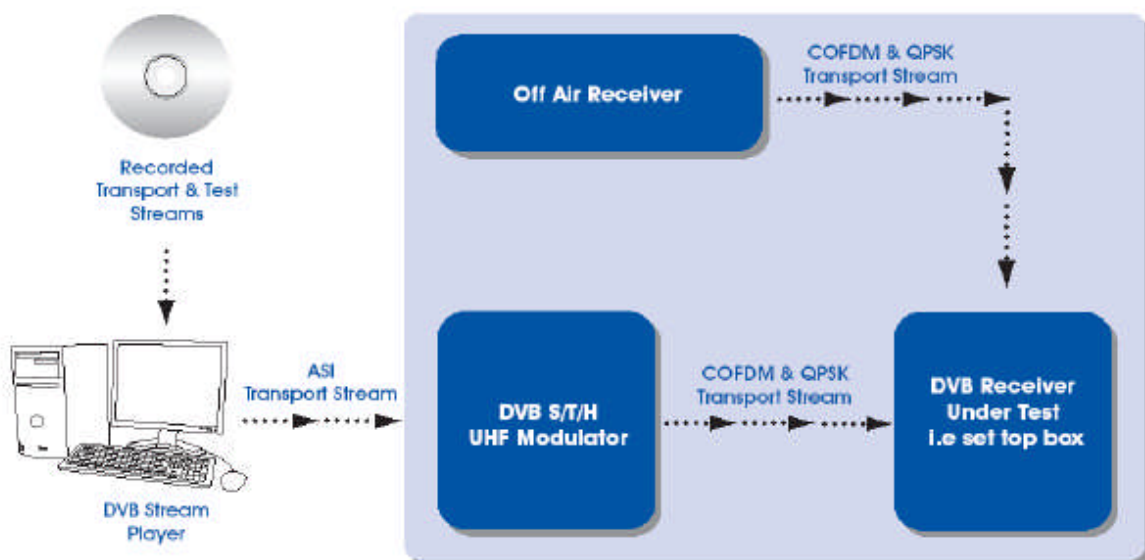 Recorded
Transport & Test
Streams
DVB Stream
Player
ASI
Transport Stream
Off Air Receiver
COFDM & QPSK
Transport Stream
DVB S/T/H
UHF Modulator
COFDM & QPSK
Transport Stream
DVB Receiver
Under Test
i.e set top box